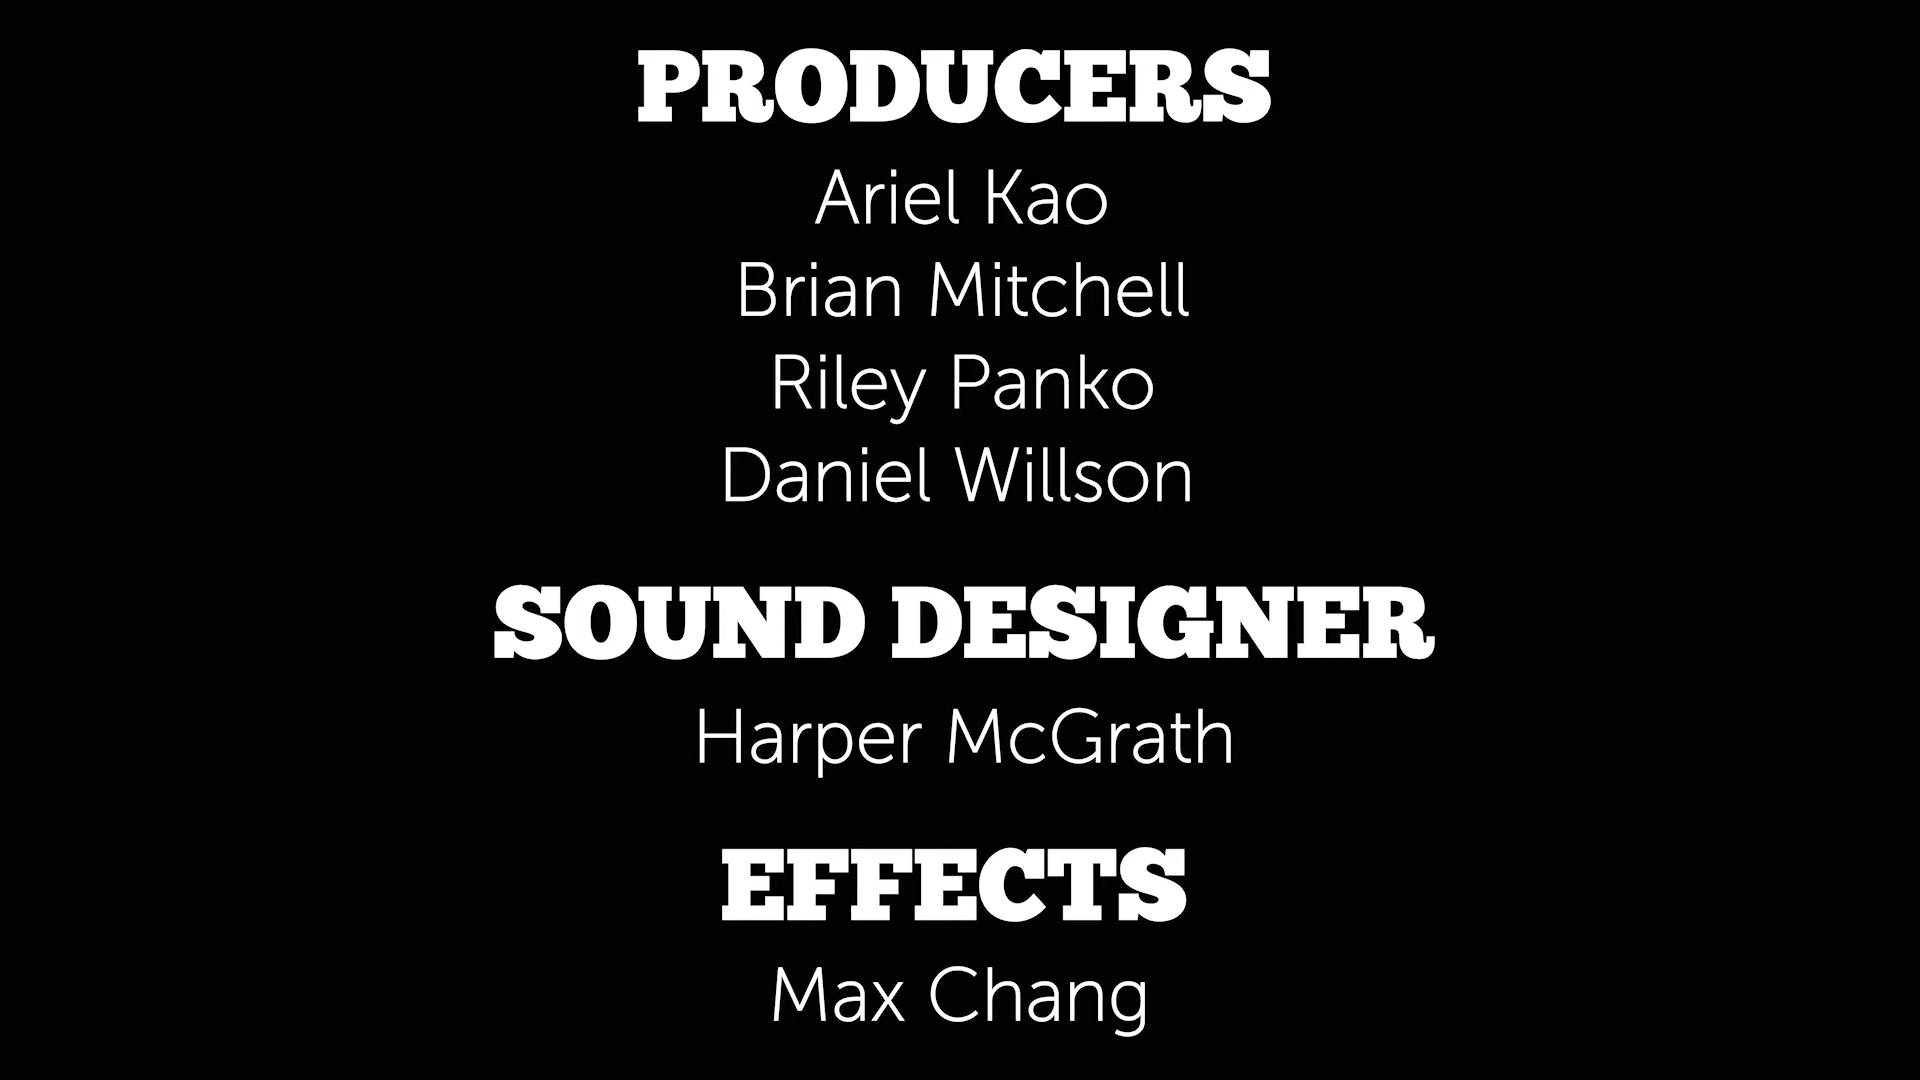 PRODUCERS
Ariel Kao
Brian Mitchell
Riley Panko
Daniel Willson
SOUND DESIGNER
Harper McGrath
EFFECTS
Max Chang